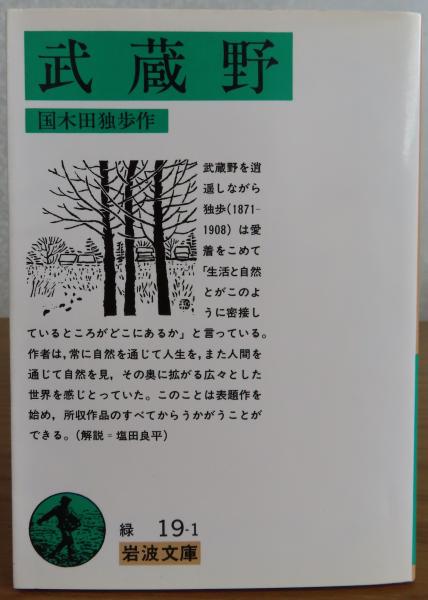 武蔵野
国木田独歩作
武蔵野を逍
遥しながら
独歩(1871-
1908) は愛
着をこめて
「生活と自然
とがこのよ
うに密接し
ているところがどこにあるか」と言っている。
作者は，常に自然を通じて人生を，また人間を
通じて自然を見，その奥に拡がる広々とした
世界を感じとっていた。このことは表題作を
始め，所収作品のすべてからうかがうことが
できる。(解説＝塩田良平)
緑 19-1
岩波文庫